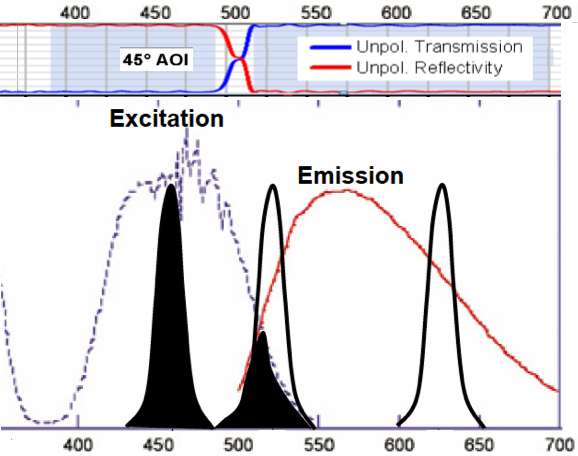 400 450 500 550 600 650 700
45° AOI
Unpol. Transmission
Unpol. Reflectivity
Excitation
Emission
400 450 500 550 600 650 700